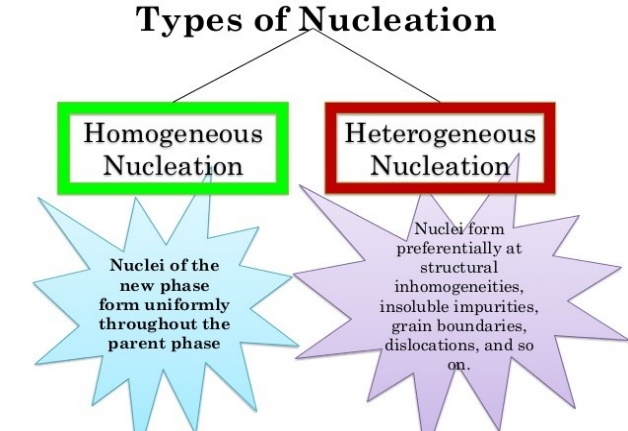 Types of Nucleation
Homogeneous
Nucleation
Heterogeneous
Nucleation
Nuclei of the
new phase
form uniformly
throughout the
parent phase
Nuclei form
preferentially at
structural
inhomogeneities,
insoluble impurities,
grain boundaries,
dislocations, and so
on.